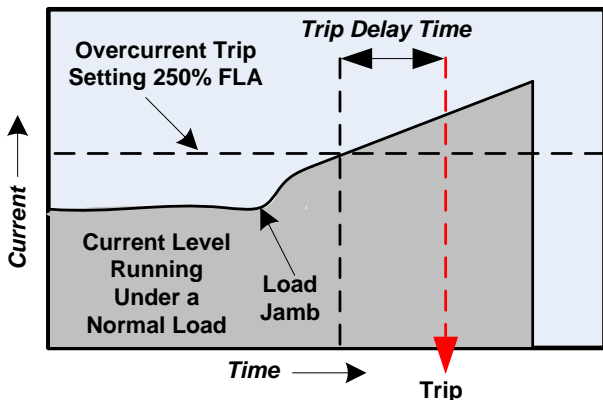 Trip Delay Time
Overcurrent Trip
Setting 250% FLA
Current
Current Level
Running
Under a
Normal Load
Load
Jamb
Time
Trip